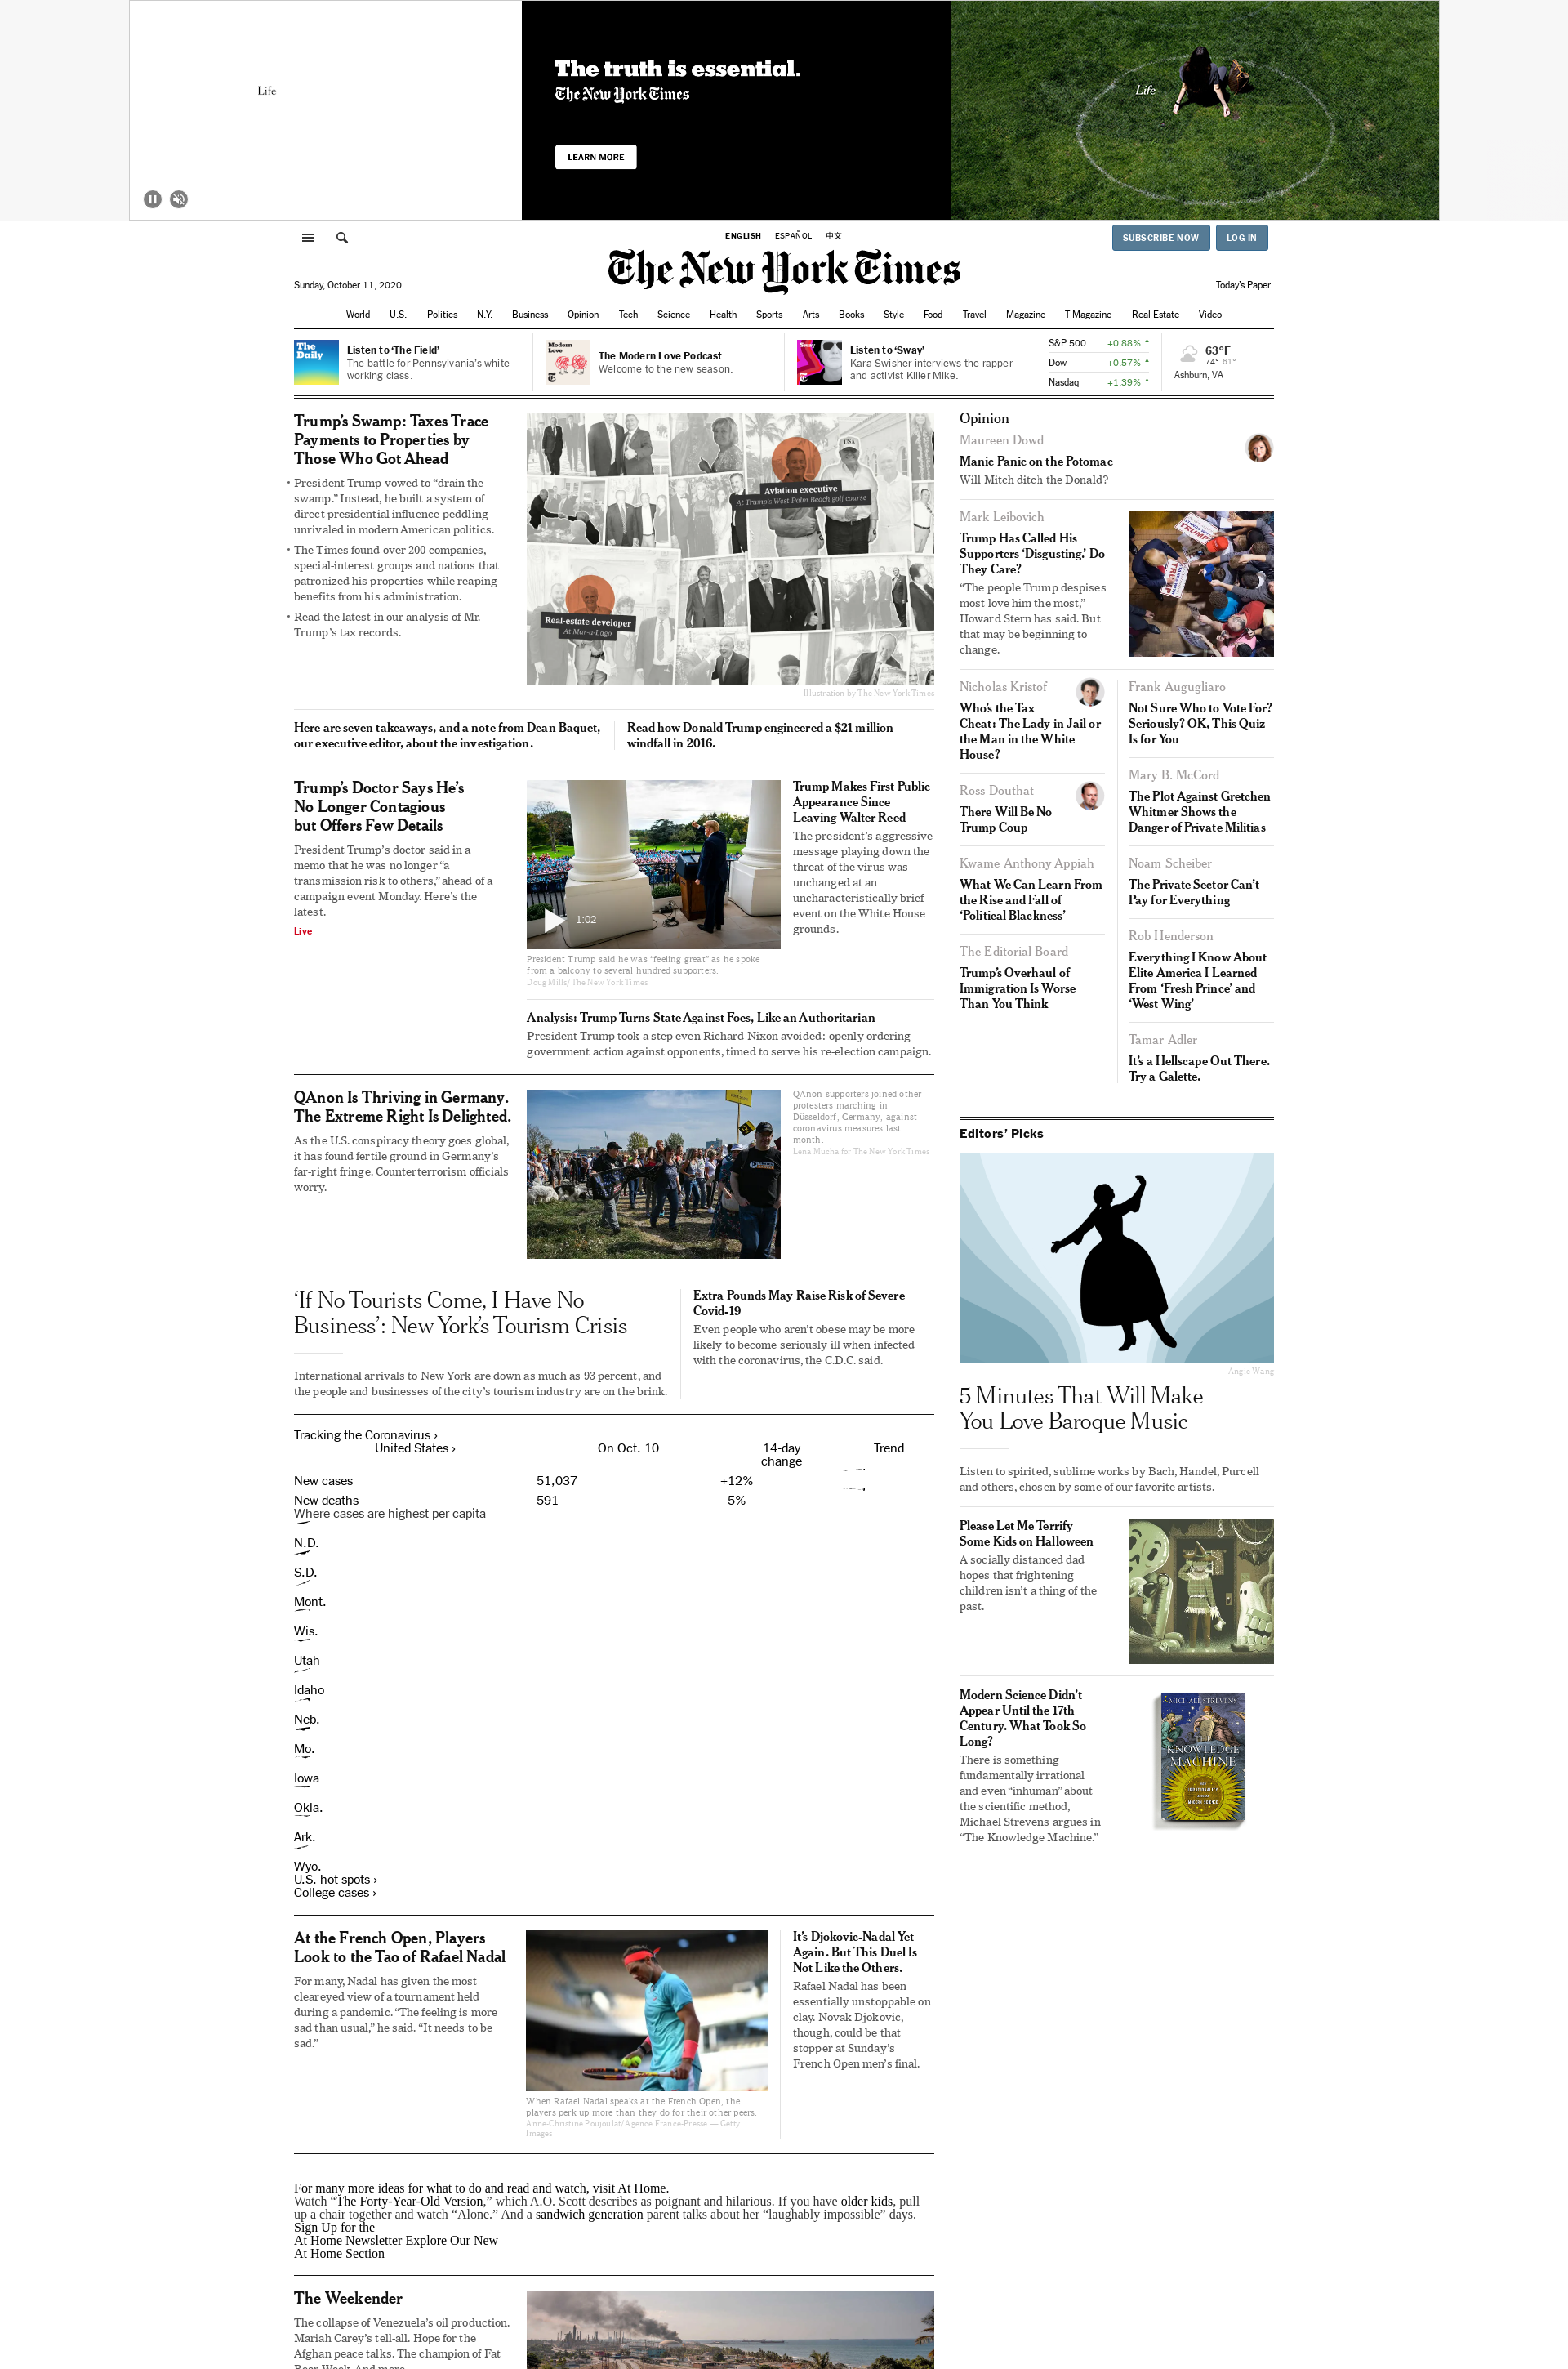 Life
The truth is essential.
The New York Times
LEARN MORE
Life
ENGLISH ESPAÑOL 中文
SUBSCRIBE NOW LOG IN
The New York Times
Sunday, October 11, 2020
Today's Paper
World U.S. Politics N.Y. Business Opinion Tech Science Health Sports Arts Books Style Food Travel Magazine T Magazine Real Estate Video
The Daily
Listen to ‘The Field’
The Field battle for Pennsylvania's white
working class.
Modern Love
The Modern Love Podcast
Welcome to the new season.
Sway
Listen to ‘Sway’
Kara Swisher interviews the rapper
and activist Killer Mike.
S&P 500 +0.88% ↑
Dow +0.57% ↑
Nasdaq +1.39% ↑
63°F
74° 61°
Ashburn, VA
Trump’s Swamp: Taxes Trace
Payments to Properties by
Those Who Got Ahead
• President Trump vowed to “drain the
swamp.” Instead, he built a system of
direct presidential influence-peddling
unrivaled in modern American politics.
• The Times found over 200 companies,
special-interest groups and nations that
patronized his properties while reaping
benefits from his administration.
• Read the latest in our analysis of Mr.
Trump’s tax records.
USA
Aviation executive
At Trump's West Palm Beach golf course
Real-estate developer
At Mar-a-Lago
Illustration by The New York Times
Here are seven takeaways, and a note from Dean Baquet,
our executive editor, about the investigation.
Read how Donald Trump engineered a $21 million
windfall in 2016.
Trump’s Doctor Says He’s
No Longer Contagious
but Offers Few Details
President Trump’s doctor said in a
memo that he was no longer “a
transmission risk to others,” ahead of a
campaign event Monday. Here’s the
latest.
Live
1:02
President Trump said he was “feeling great” as he spoke
from a balcony to several hundred supporters.
Doug Mills/The New York Times
Trump Makes First Public
Appearance Since
Leaving Walter Reed
The president’s aggressive
message playing down the
threat of the virus was
unchanged at an
uncharacteristically brief
event on the White House
grounds.
Analysis: Trump Turns State Against Foes, Like an Authoritarian
President Trump took a step even Richard Nixon avoided: openly ordering
government action against opponents, timed to serve his re-election campaign.
QAnon Is Thriving in Germany.
The Extreme Right Is Delighted.
As the U.S. conspiracy theory goes global,
it has found fertile ground in Germany’s
far-right fringe. Counterterrorism officials
worry.
QAnon supporters joined other
protesters marching in
Düsseldorf, Germany, against
coronavirus measures last
month.
Lena Mucha for The New York Times
‘If No Tourists Come, I Have No
Business’: New York’s Tourism Crisis
International arrivals to New York are down as much as 93 percent, and
the people and businesses of the city’s tourism industry are on the brink.
Extra Pounds May Raise Risk of Severe
Covid-19
Even people who aren’t obese may be more
likely to become seriously ill when infected
with the coronavirus, the C.D.C. said.
Tracking the Coronavirus ›
United States › On Oct. 10 14-day
change Trend
New cases 51,037 +12%
New deaths 591 –5%
Where cases are highest per capita
N.D.
S.D.
Mont.
Wis.
Utah
Idaho
Neb.
Mo.
Iowa
Okla.
Ark.
Wyo.
U.S. hot spots ›
College cases ›
At the French Open, Players
Look to the Tao of Rafael Nadal
For many, Nadal has given the most
cleareyed view of a tournament held
during a pandemic. “The feeling is more
sad than usual,” he said. “It needs to be
sad.”
When Rafael Nadal speaks at the French Open, the
players perk up more than they do for their other peers.
Anne-Christine Poujoulat/Agence France-Presse — Getty
Images
It’s Djokovic-Nadal Yet
Again. But This Duel Is
Not Like the Others.
Rafael Nadal has been
essentially unstoppable on
clay. Novak Djokovic,
though, could be that
stopper at Sunday’s
French Open men’s final.
For many more ideas for what to do and read and watch, visit At Home.
Watch “The Forty-Year-Old Version,” which A.O. Scott describes as poignant and hilarious. If you have older kids, pull
up a chair together and watch “Alone.” And a sandwich generation parent talks about her “laughably impossible” days.
Sign Up for the
At Home Newsletter Explore Our New
At Home Section
The Weekender
The collapse of Venezuela’s oil production.
Mariah Carey’s tell-all. Hope for the
Afghan peace talks. The champion of Fat
Bear Week. And more.
Opinion
Maureen Dowd
Manic Panic on the Potomac
Will Mitch ditch the Donald?
Mark Leibovich
Trump Has Called His
Supporters ‘Disgusting.’ Do
They Care?
“The people Trump despises
most love him the most,”
Howard Stern has said. But
that may be beginning to
change.
TRUMP
Nicholas Kristof
Who’s the Tax
Cheat: The Lady in Jail or
the Man in the White
House?
Ross Douthat
There Will Be No
Trump Coup
Kwame Anthony Appiah
What We Can Learn From
the Rise and Fall of
‘Political Blackness’
The Editorial Board
Trump’s Overhaul of
Immigration Is Worse
Than You Think
Frank Augugliaro
Not Sure Who to Vote For?
Seriously? OK, This Quiz
Is for You
Mary B. McCord
The Plot Against Gretchen
Whitmer Shows the
Danger of Private Militias
Noam Scheiber
The Private Sector Can’t
Pay for Everything
Rob Henderson
Everything I Know About
Elite America I Learned
From ‘Fresh Prince’ and
‘West Wing’
Tamar Adler
It’s a Hellscape Out There.
Try a Galette.
Editors’ Picks
Angie Wang
5 Minutes That Will Make
You Love Baroque Music
Listen to spirited, sublime works by Bach, Handel, Purcell
and others, chosen by some of our favorite artists.
Please Let Me Terrify
Some Kids on Halloween
A socially distanced dad
hopes that frightening
children isn’t a thing of the
past.
Modern Science Didn’t
Appear Until the 17th
Century. What Took So
Long?
There is something
fundamentally irrational
and even “inhuman” about
the scientific method,
Michael Strevens argues in
“The Knowledge Machine.”
MICHAEL STREVENS
THE
KNOWLEDGE
MACHINE